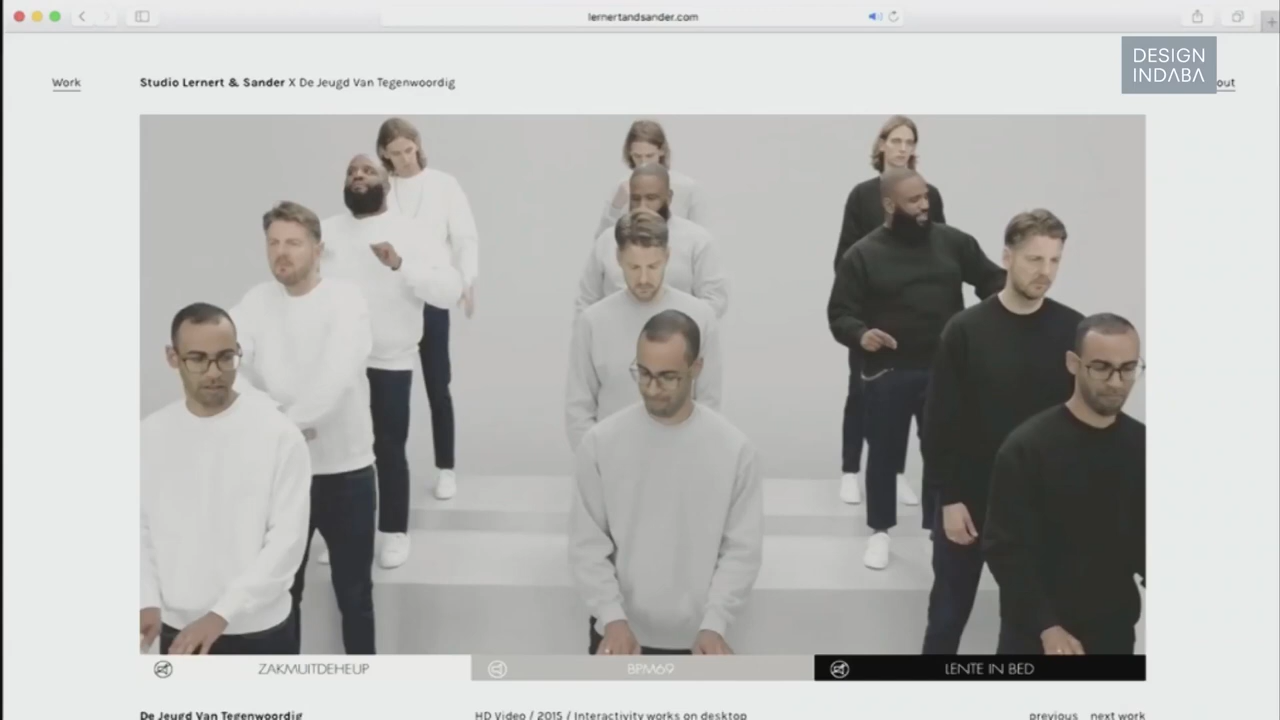 lernertandsander.com
DESIGN
INDABA
Work
Studio Lernert & Sander X De Jeugd Van Tegenwoordig
out
ZAKMUITDEHEUP
BPM69
LENTE IN BED
De Jeugd Van Tegenwoordig
HD Video / 2015 / Interactivity works on desktop
previous next work